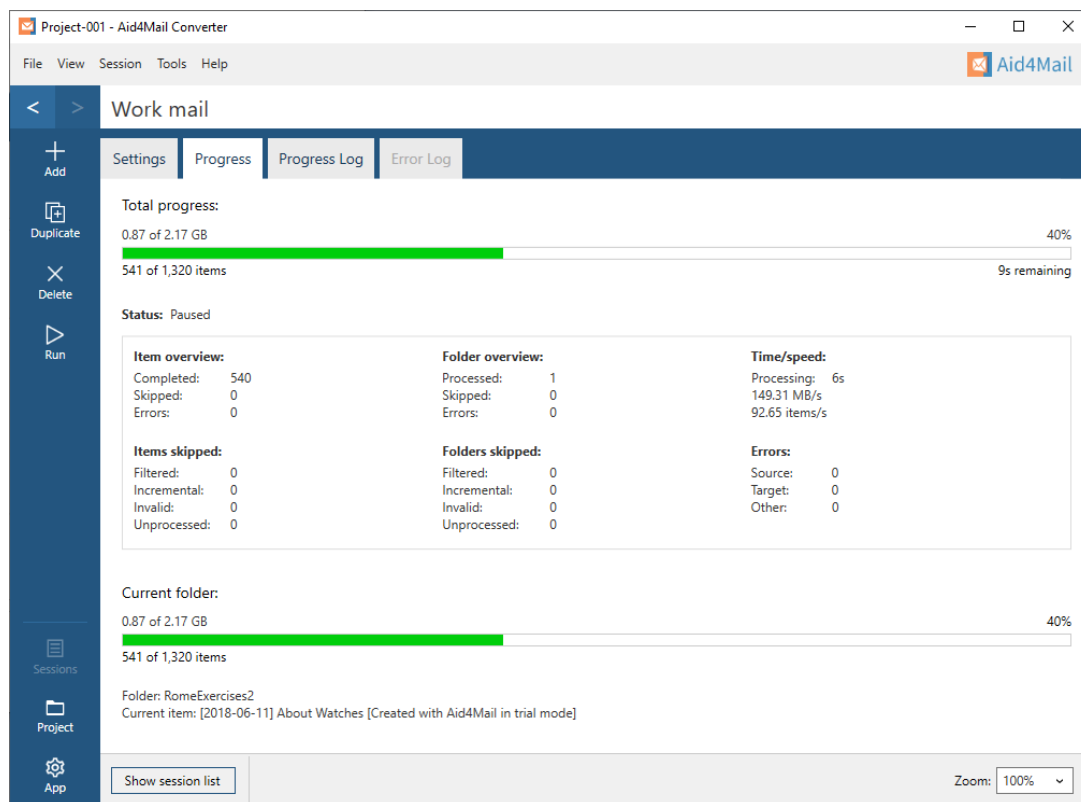 Project-001 - Aid4Mail Converter
File View Session Tools Help
Aid4Mail
< > Work mail
Add
Duplicate
Delete
Run
Settings Progress Progress Log Error Log
Total progress:
0.87 of 2.17 GB 40%
541 of 1,320 items 9s remaining
Status: Paused
Item overview: Folder overview: Time/speed:
Completed: 540 Processed: 1 Processing: 6s
Skipped: 0 Skipped: 0 149.31 MB/s
Errors: 0 Errors: 0 92.65 items/s
Items skipped: Folders skipped: Errors:
Filtered: 0 Filtered: 0 Source: 0
Incremental: 0 Incremental: 0 Target: 0
Invalid: 0 Invalid: 0 Other: 0
Unprocessed: 0 Unprocessed: 0
Current folder:
0.87 of 2.17 GB 40%
541 of 1,320 items
Folder: RomeExercises2
Current item: [2018-06-11] About Watches [Created with Aid4Mail in trial mode]
Sessions
Project
App
Show session list Zoom: 100%